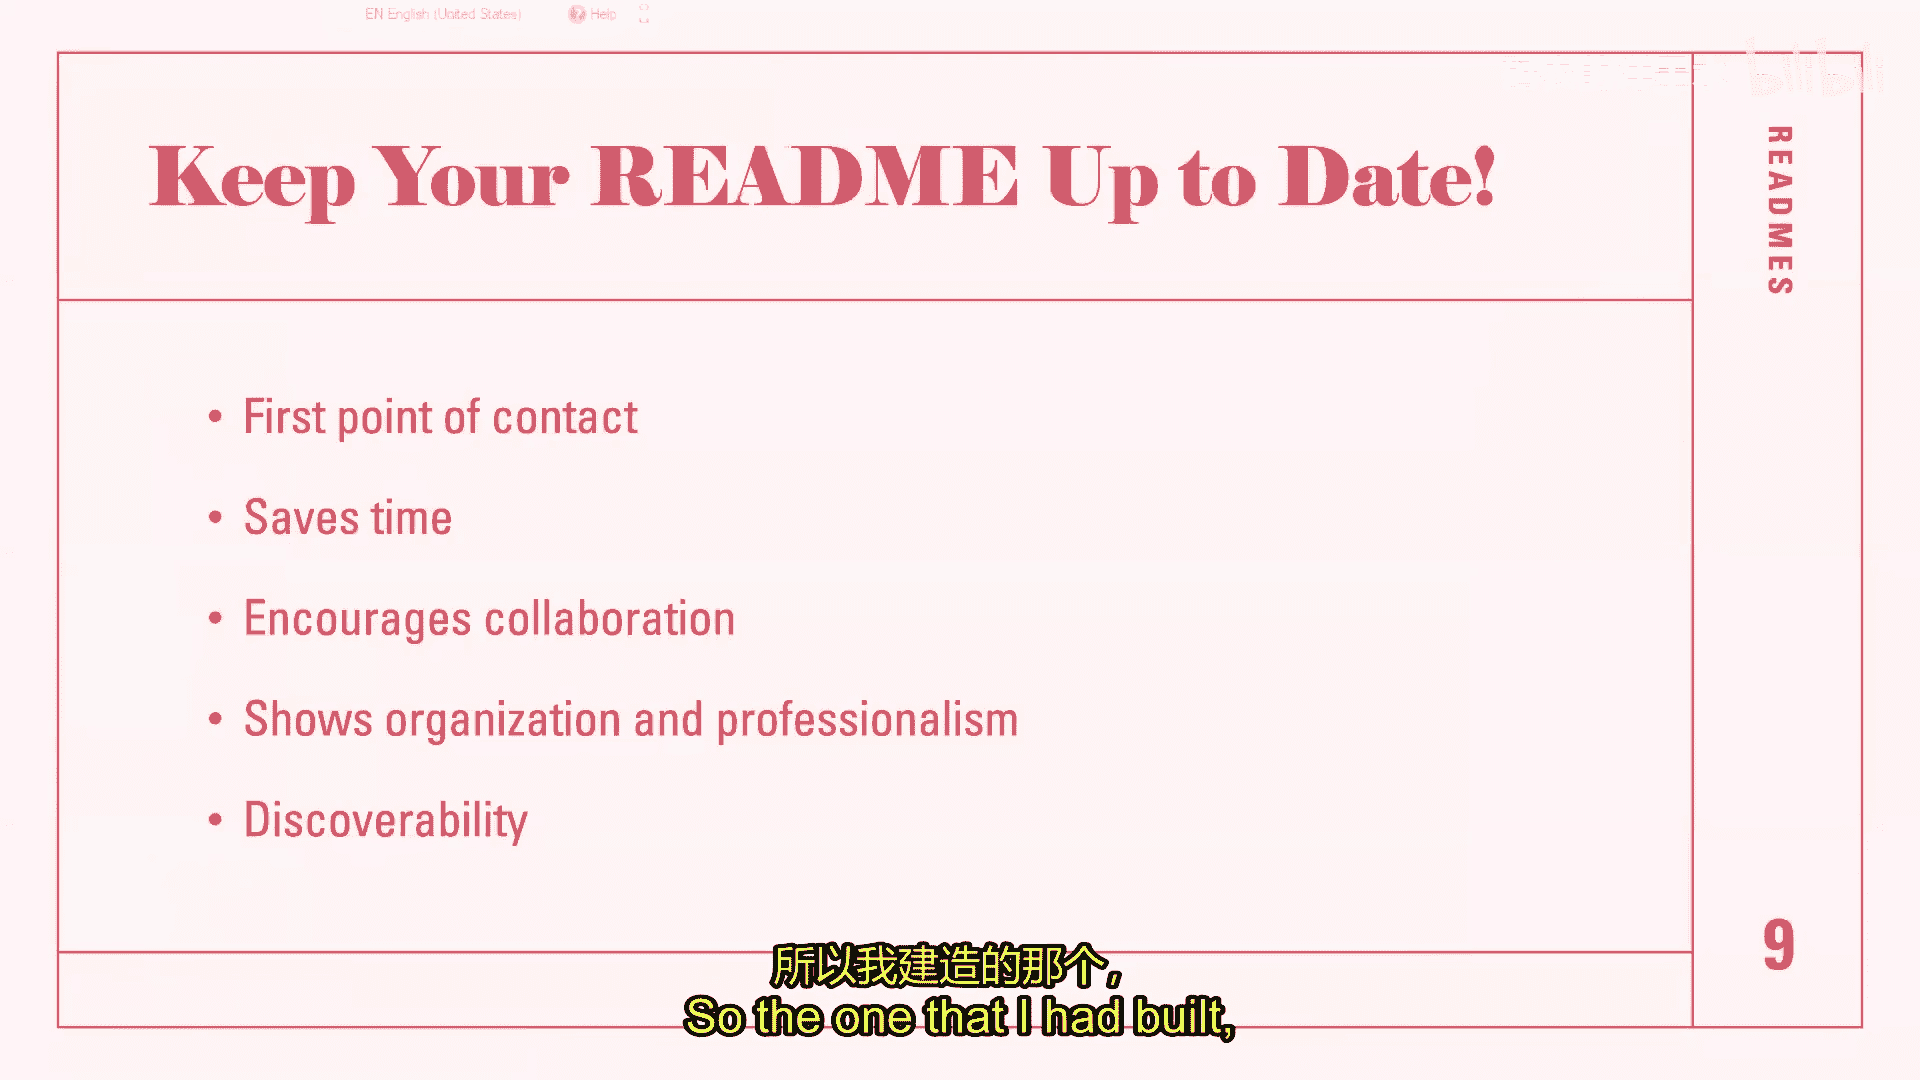 EN English (United States) Help
bilibili
Keep Your README Up to Date!
READMES
• First point of contact
• Saves time
• Encourages collaboration
• Shows organization and professionalism
• Discoverability
9
所以我建造的那个,
So the one that I had built,